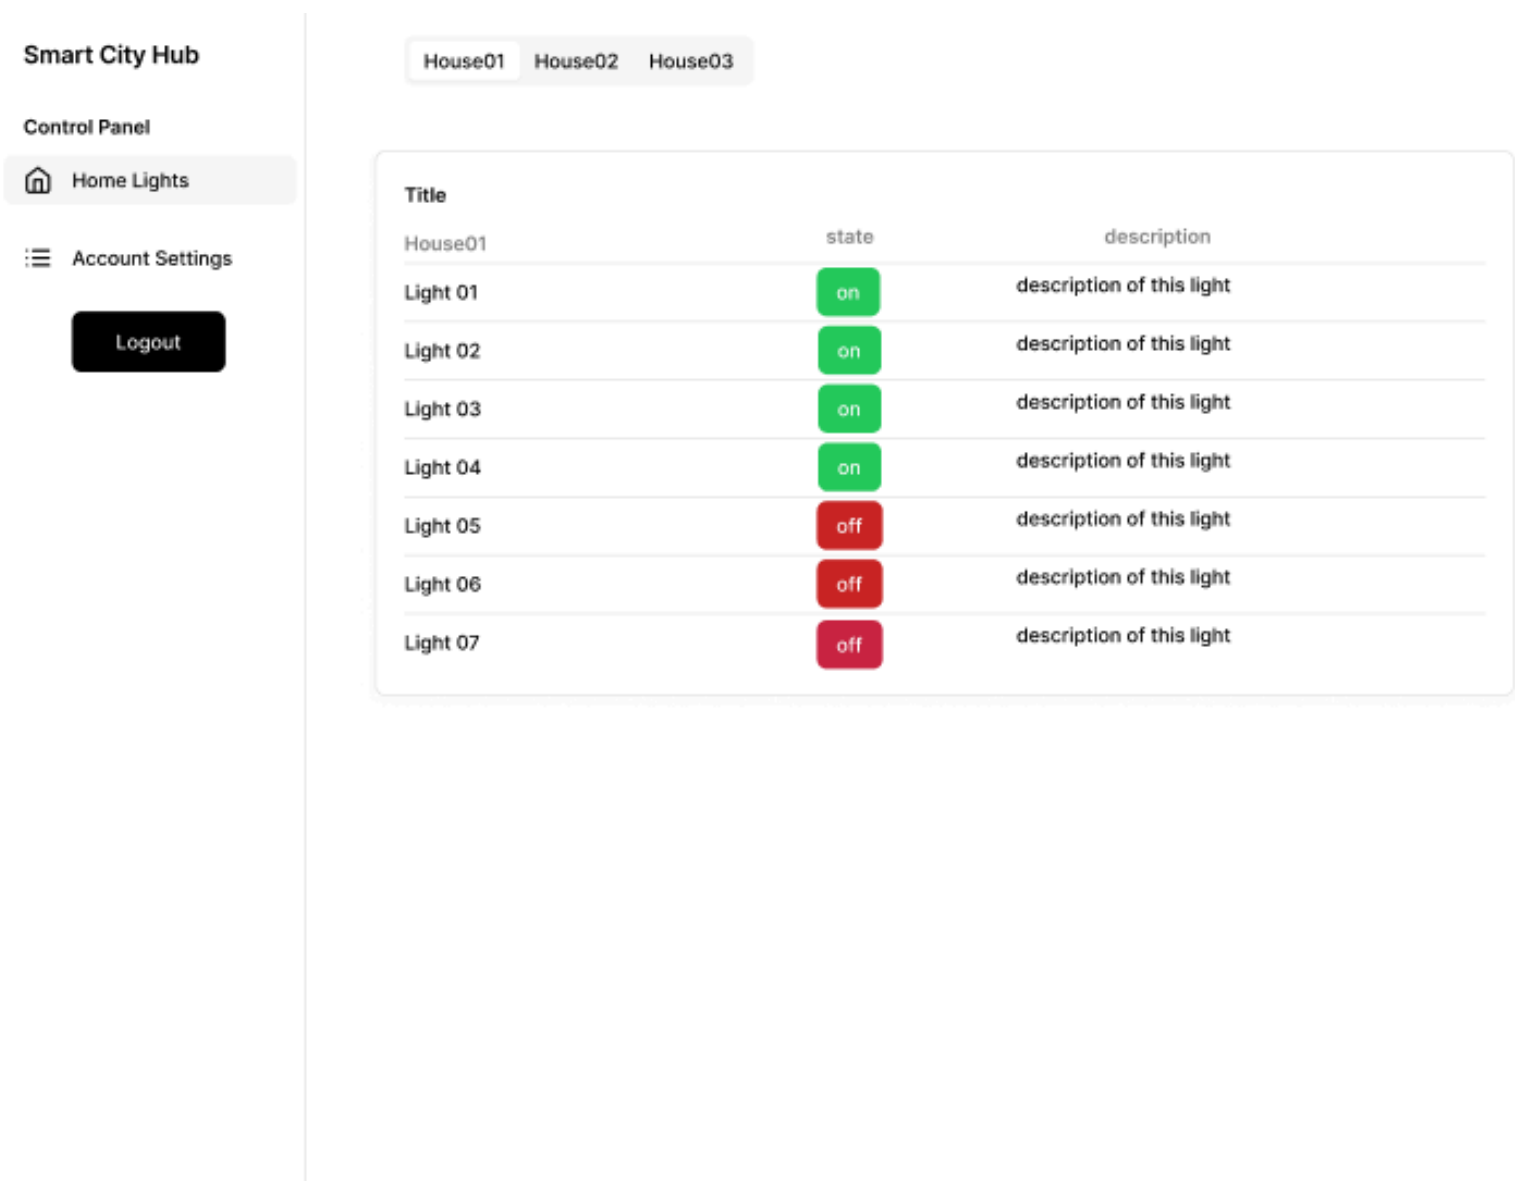 Smart City Hub
Control Panel
Home Lights
Account Settings
Logout
House01 House02 House03
Title
House01 state description
Light 01 on description of this light
Light 02 on description of this light
Light 03 on description of this light
Light 04 on description of this light
Light 05 off description of this light
Light 06 off description of this light
Light 07 off description of this light